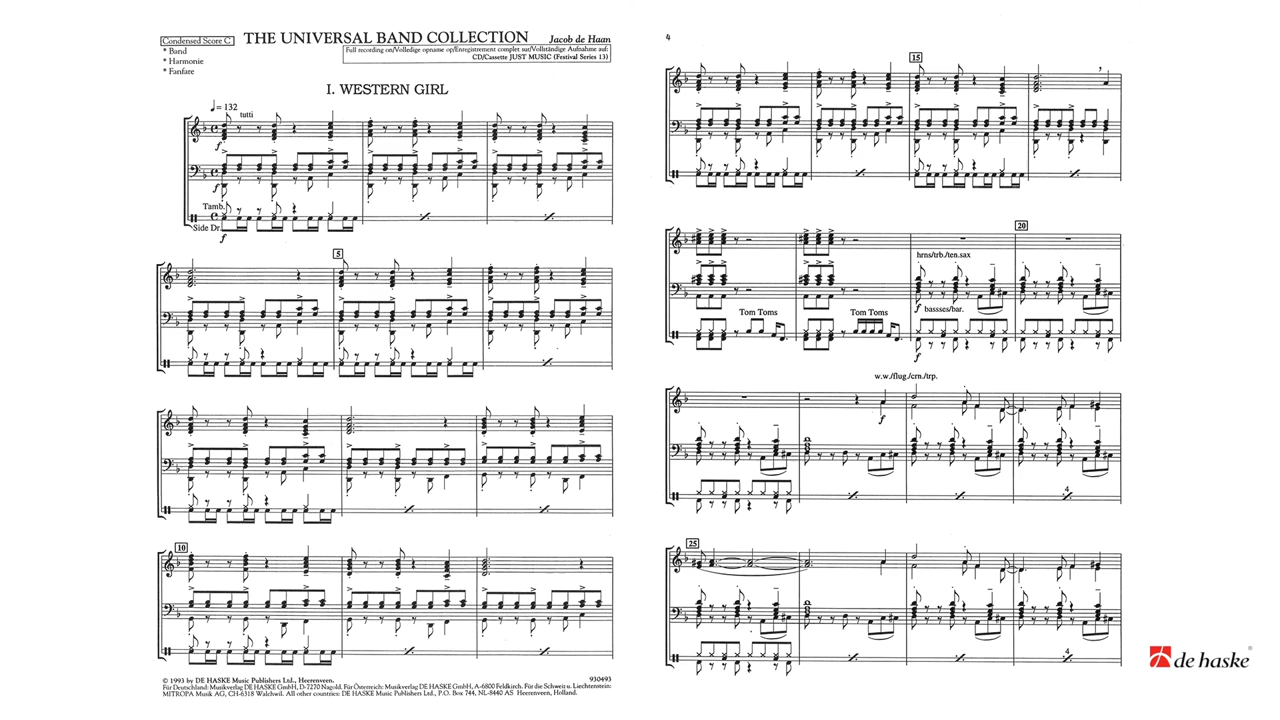 Condensed Score C
* Band
* Harmonie
* Fanfare
THE UNIVERSAL BAND COLLECTION
Jacob de Haan
Full recording on/Volledige opname op/Enregistrement complet sur/Vollständige Aufnahme auf:
CD/Cassette JUST MUSIC (Festival Series 13)
I. WESTERN GIRL
♩= 132
tutti
f
f
Tamb.
Side Dr.
f
5
10
© 1993 by DE HASKE Music Publishers Ltd., Heerenveen.
930493
Für Deutschland: Musikverlag DE HASKE GmbH, D-7270 Nagold. Für Österreich: Musikverlag DE HASKE GmbH, A-6800 Feldkirch. Für die Schweiz u. Liechtenstein:
MITROPA Musik AG, CH-6318 Walchwil. All other countries: DE HASKE Music Publishers Ltd., P.O. Box 744, NL-8440 AS Heerenveen, Holland.
4
15
20
hrns/trb./ten.sax
f
bassses/bar.
Tom Toms
Tom Toms
f
w.w./flug./crn./trp.
f
4
25
4
de haske®